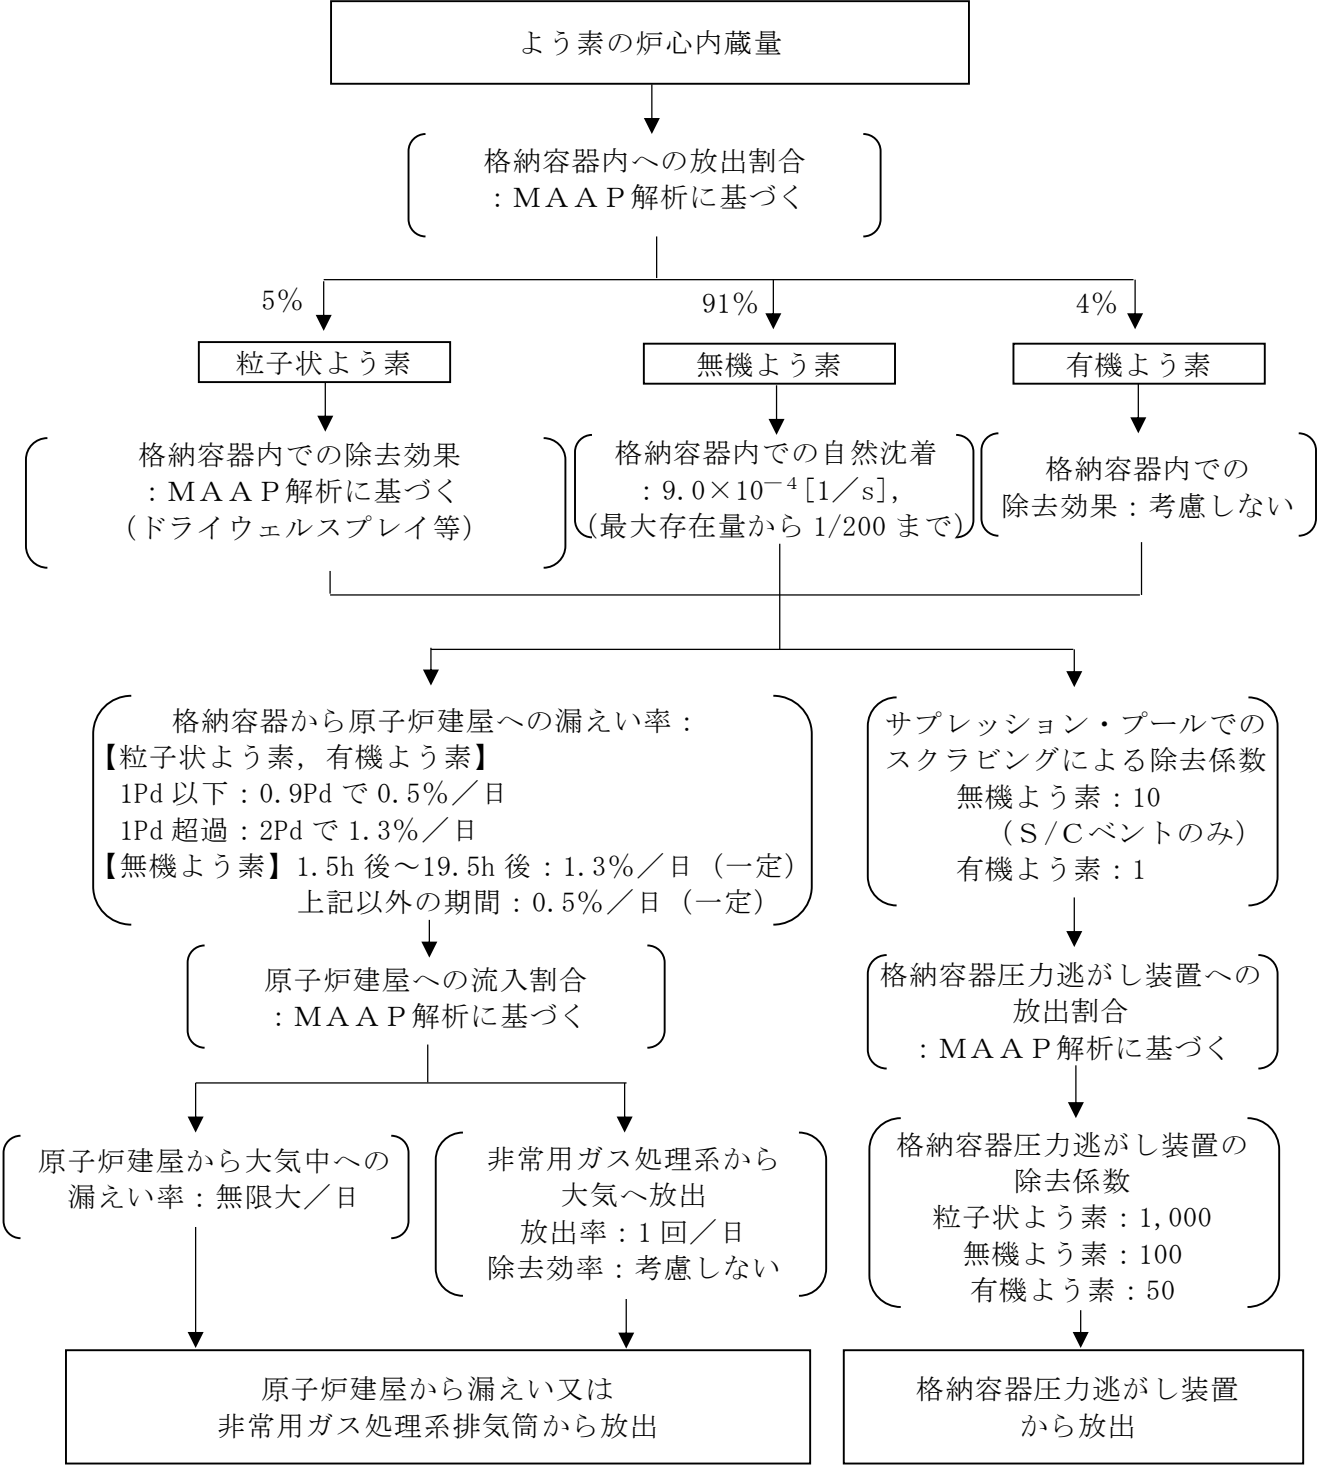 よう素の炉心内蔵量
格納容器内への放出割合
：ＭＡＡＰ解析に基づく
5％
91％
4％
粒子状よう素
無機よう素
有機よう素
格納容器内での除去効果
：ＭＡＡＰ解析に基づく
（ドライウェルスプレイ等）
格納容器内での自然沈着
：9.0×10⁻⁴［1／s］，
（最大存在量から 1/200 まで）
格納容器内での
除去効果：考慮しない
格納容器から原子炉建屋への漏えい率：
【粒子状よう素，有機よう素】
1Pd 以下：0.9Pd で 0.5％／日
1Pd 超過：2Pd で 1.3％／日
【無機よう素】1.5h 後～19.5h 後：1.3％／日（一定）
上記以外の期間：0.5％／日（一定）
サプレッション・プールでの
スクラビングによる除去係数
無機よう素：10
（Ｓ/Ｃベントのみ）
有機よう素：1
原子炉建屋への流入割合
：ＭＡＡＰ解析に基づく
格納容器圧力逃がし装置への
放出割合
：ＭＡＡＰ解析に基づく
原子炉建屋から大気中への
漏えい率：無限大／日
非常用ガス処理系から
大気へ放出
放出率：1 回／日
除去効率：考慮しない
格納容器圧力逃がし装置の
除去係数
粒子状よう素：1,000
無機よう素：100
有機よう素：50
原子炉建屋から漏えい又は
非常用ガス処理系排気筒から放出
格納容器圧力逃がし装置
から放出